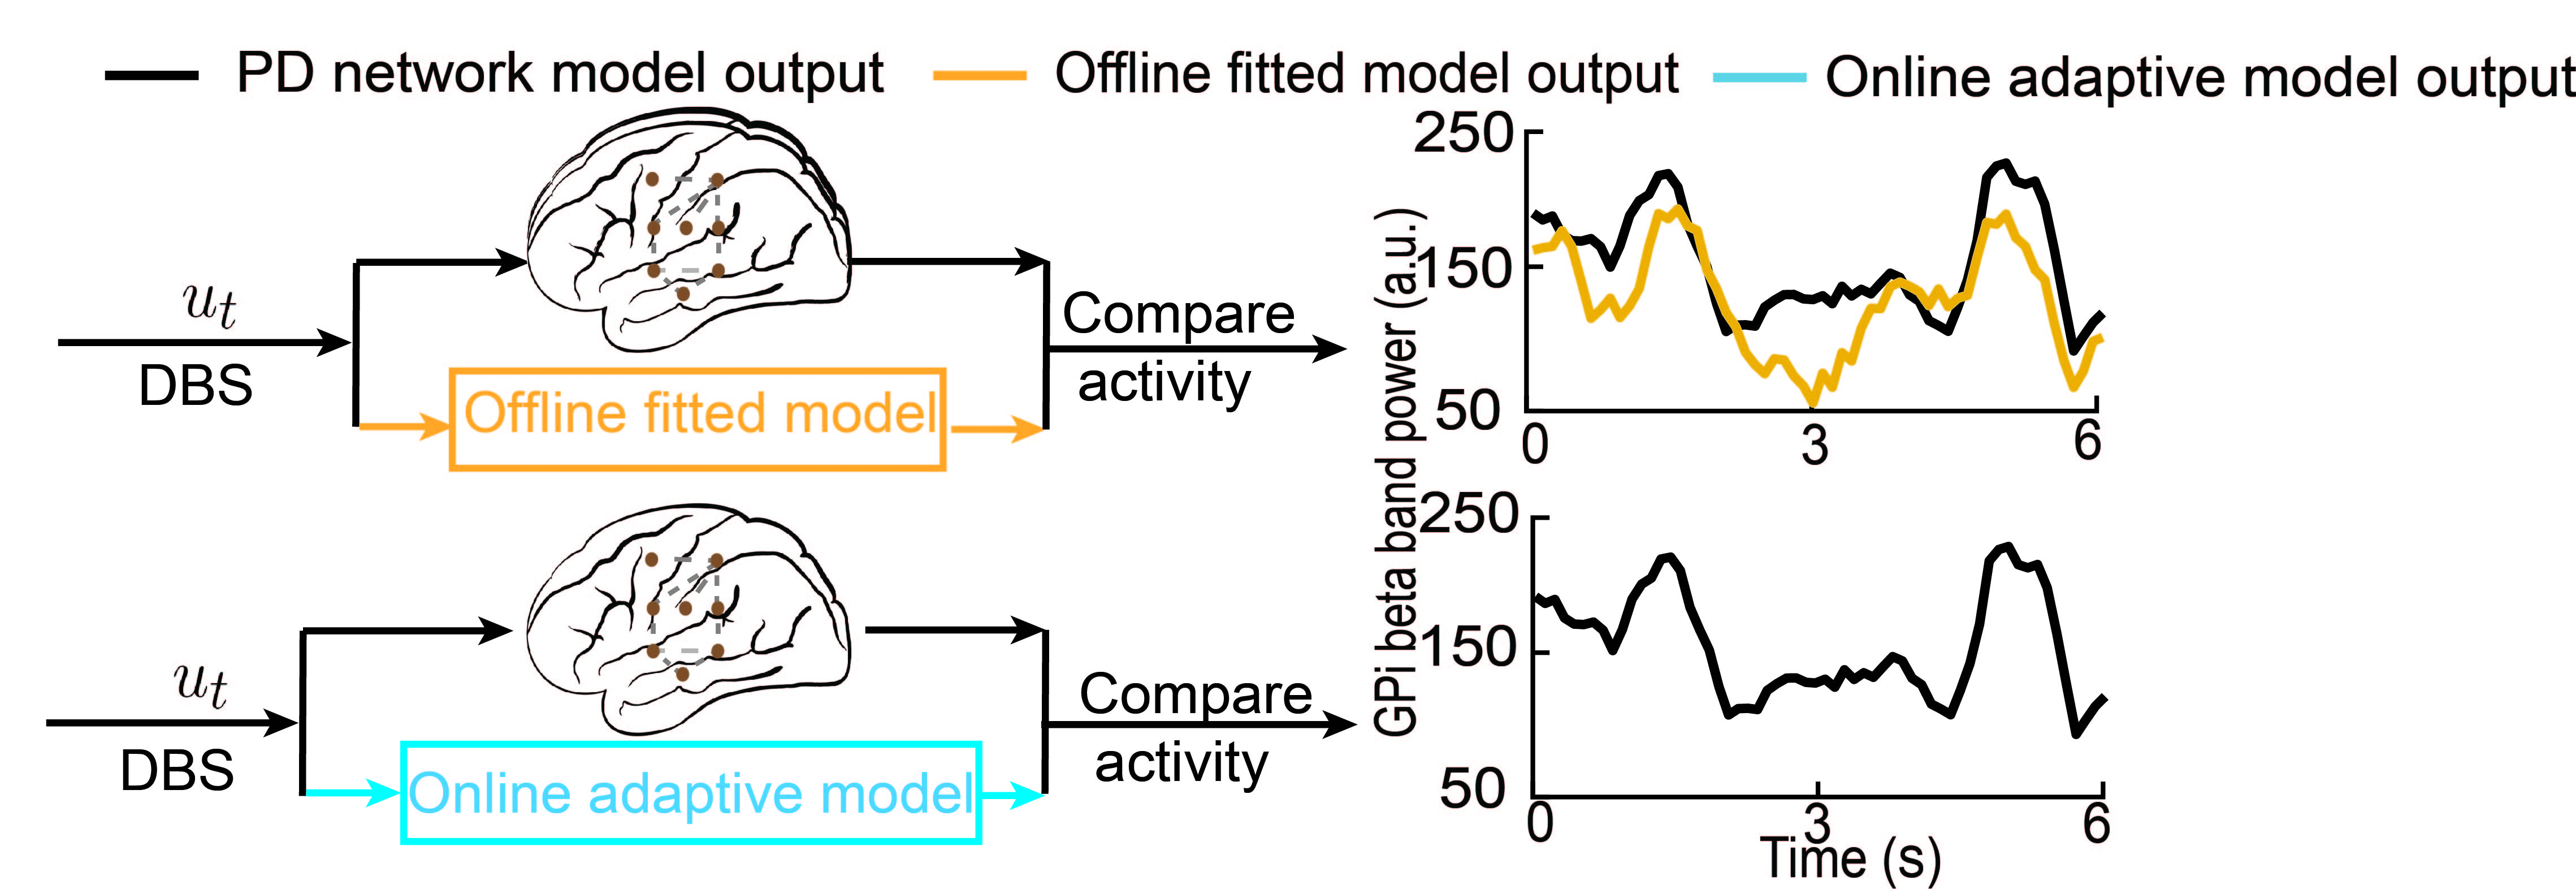 PD network model output
Offline fitted model output
Online adaptive model output
u_t
DBS
Offline fitted model
Compare
activity
GPi beta band power (a.u.)
250
150
50
0
3
6
u_t
DBS
Online adaptive model
Compare
activity
250
150
50
0
3
6
Time (s)